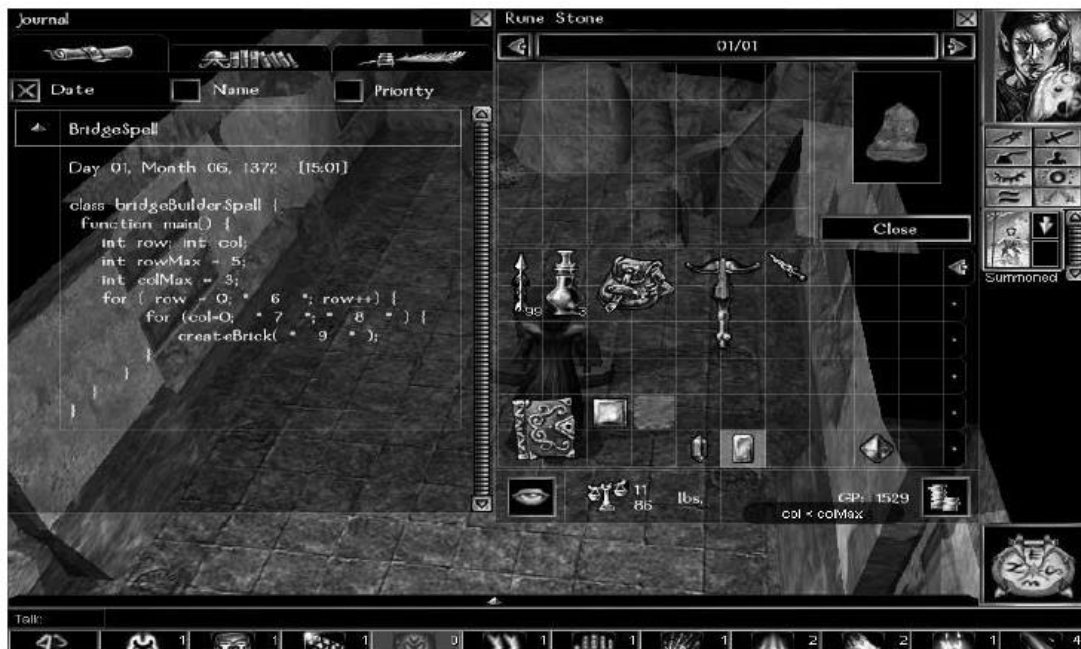 Journal
Rune Stone
01/01
Date
Name
Priority
BridgeSpell
Day 01, Month 06, 1372 [15:01]
class bridgeBuilderSpell {
function main() {
int row; int col;
int rowMax = 5;
int colMax = 3;
for ( row = 0; * 6 *; row++) {
for (col=0; * 7 *; * 8 * ) {
createBrick( * 9 * );
}
}
}
}
Close
99
3
Summoned
11
86
lbs.
GP: 1529
col < colMax
Talk:
1
1
1
0
1
1
1
2
2
1
4